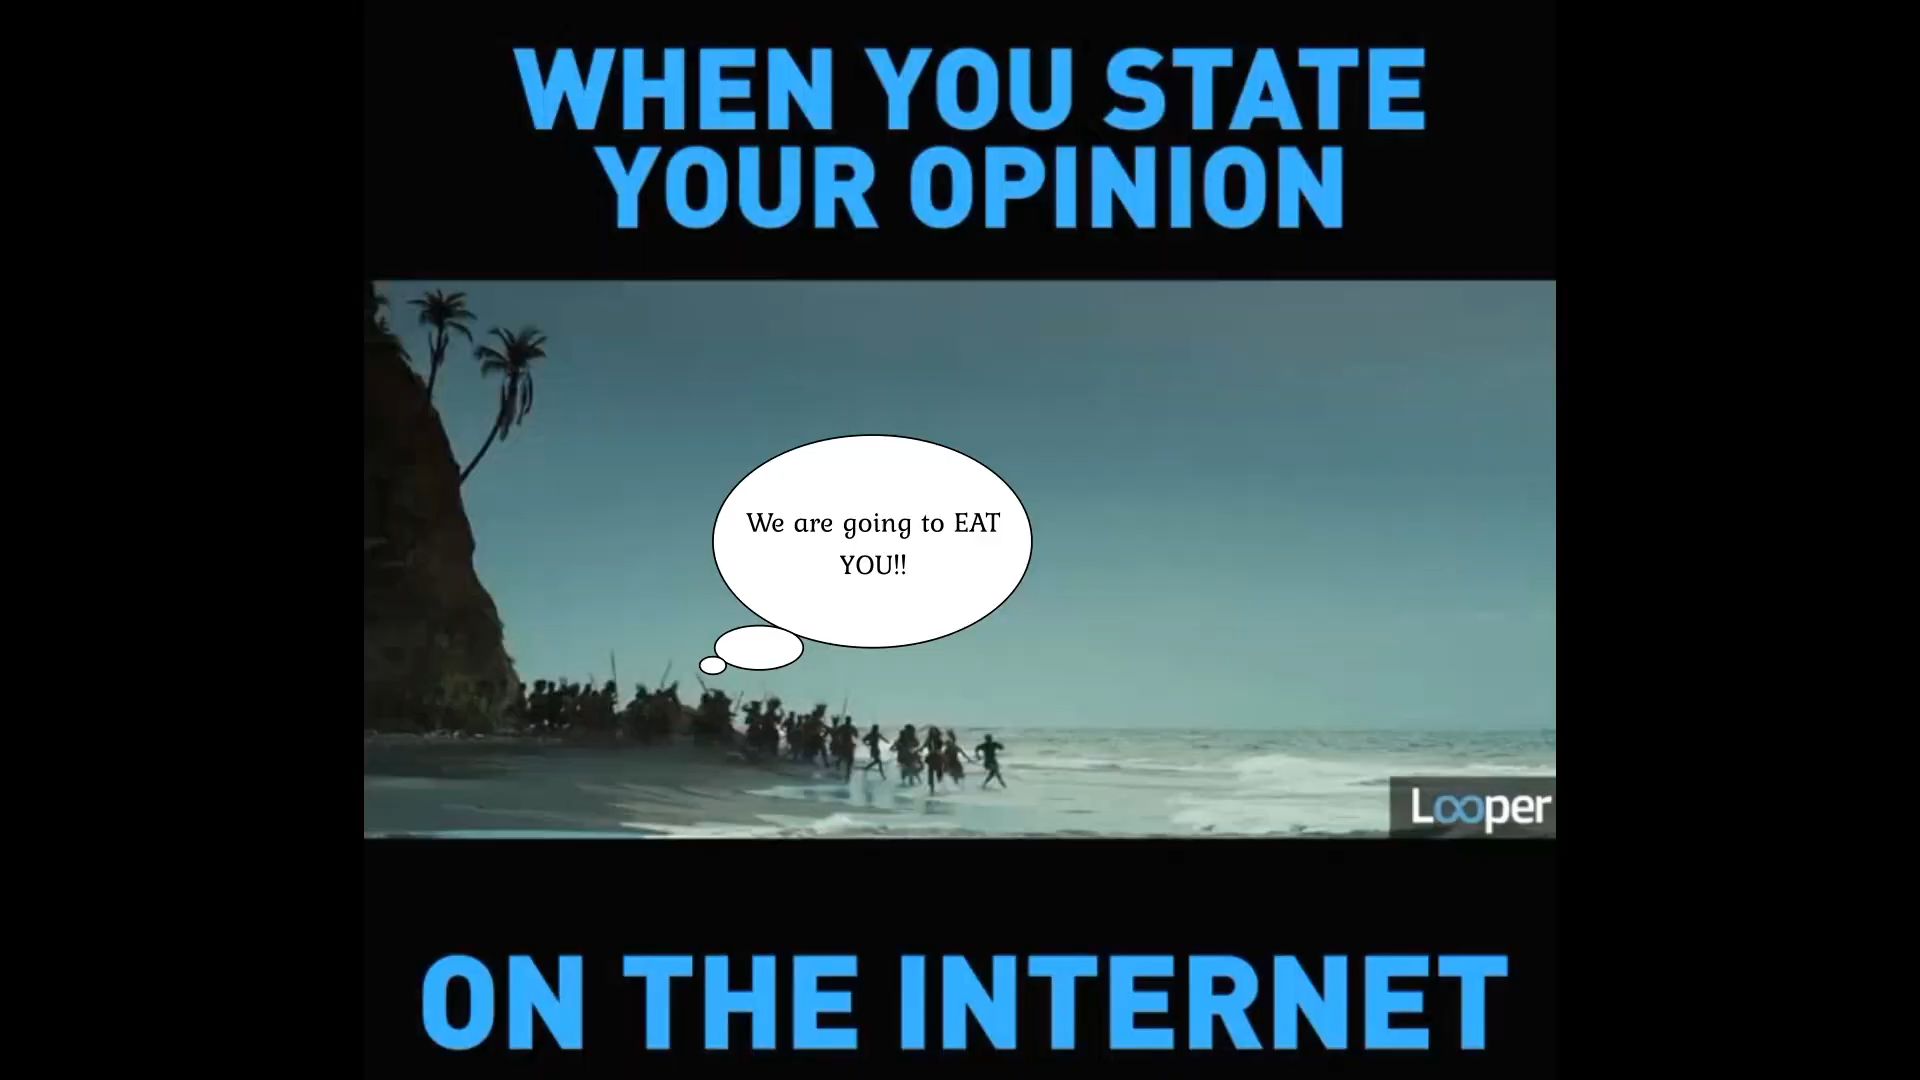 WHEN YOU STATE
YOUR OPINION
We are going to EAT
YOU!!
Looper
ON THE INTERNET